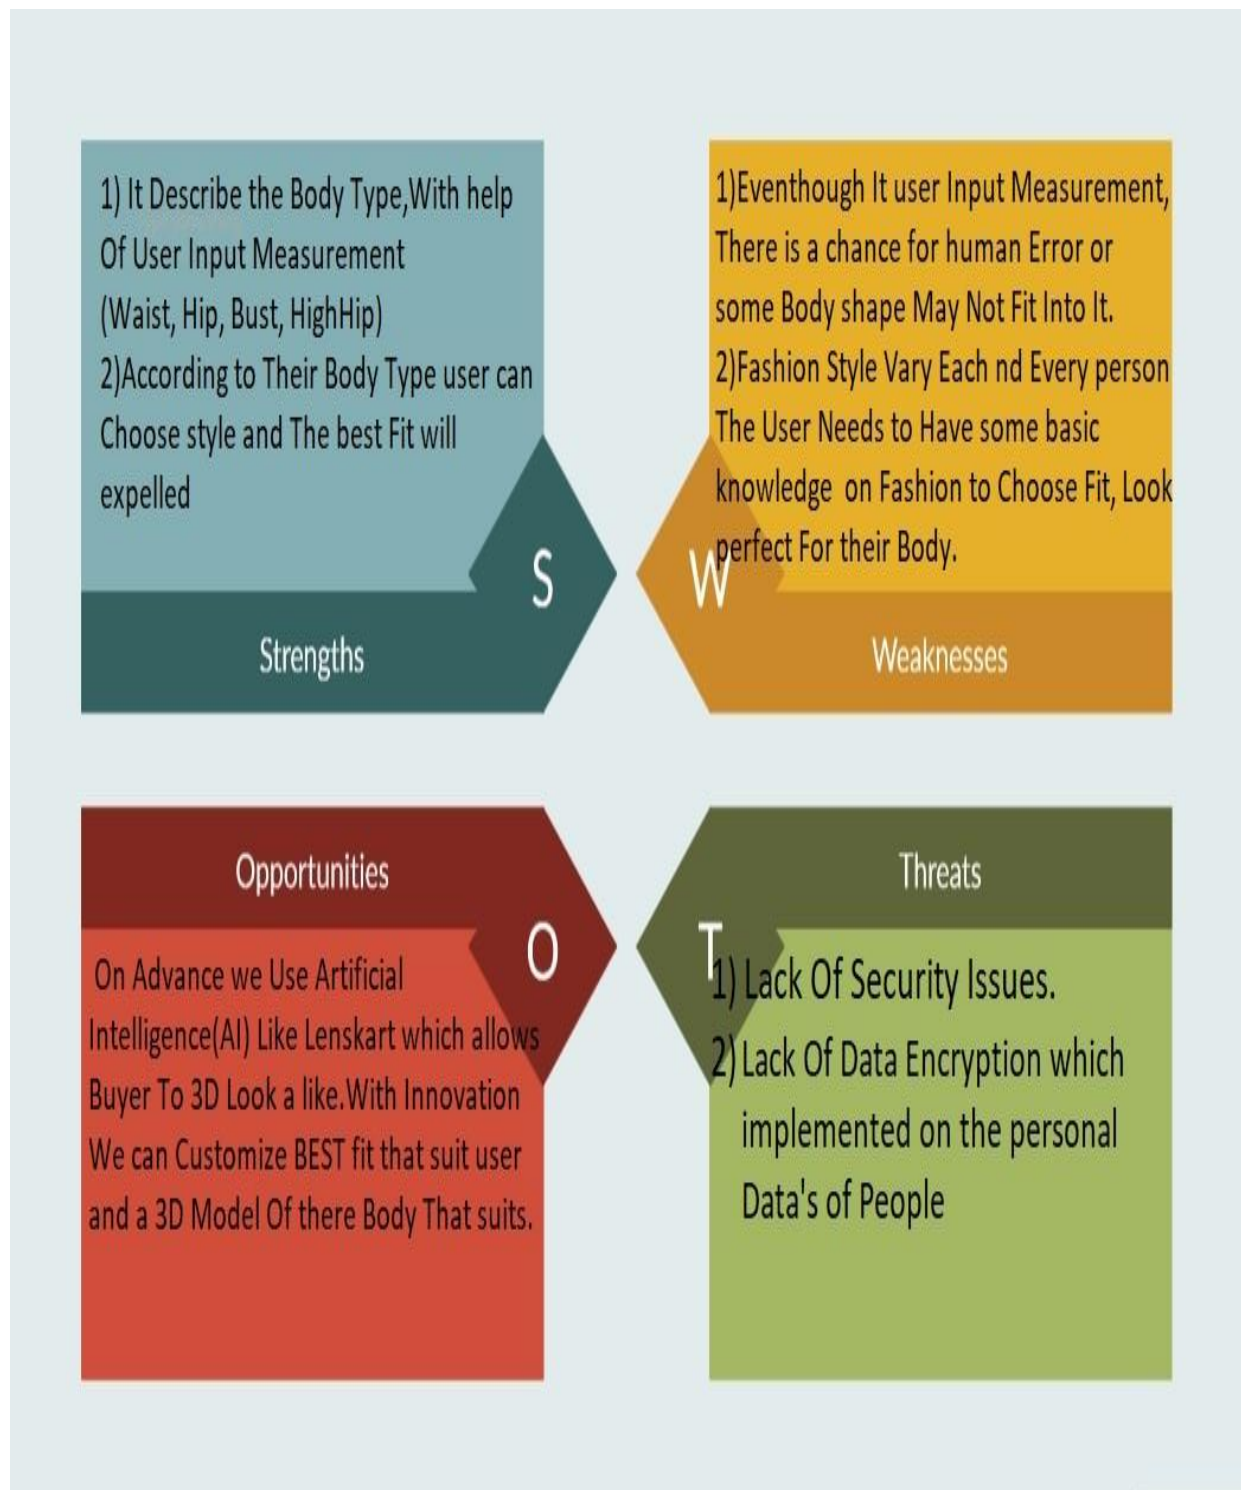 1) It Describe the Body Type,With help
Of User Input Measurement
(Waist, Hip, Bust, HighHip)
2)According to Their Body Type user can
Choose style and The best Fit will
expelled
S
Strengths
1)Eventhough It user Input Measurement,
There is a chance for human Error or
some Body shape May Not Fit Into It.
2)Fashion Style Vary Each nd Every person
The User Needs to Have some basic
knowledge on Fashion to Choose Fit, Look
perfect For their Body.
W
Weaknesses
Opportunities
O
On Advance we Use Artificial
Intelligence(AI) Like Lenskart which allows
Buyer To 3D Look a like.With Innovation
We can Customize BEST fit that suit user
and a 3D Model Of there Body That suits.
Threats
T
1) Lack Of Security Issues.
2) Lack Of Data Encryption which
implemented on the personal
Data's of People